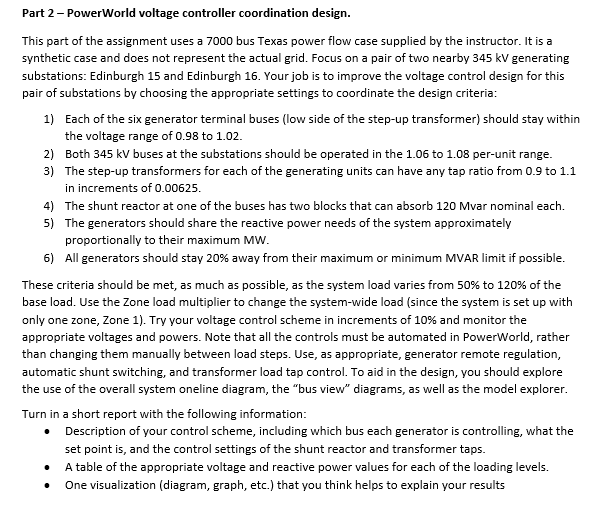 Part 2 – PowerWorld voltage controller coordination design.
This part of the assignment uses a 7000 bus Texas power flow case supplied by the instructor. It is a
synthetic case and does not represent the actual grid. Focus on a pair of two nearby 345 kV generating
substations: Edinburgh 15 and Edinburgh 16. Your job is to improve the voltage control design for this
pair of substations by choosing the appropriate settings to coordinate the design criteria:
1) Each of the six generator terminal buses (low side of the step-up transformer) should stay within
the voltage range of 0.98 to 1.02.
2) Both 345 kV buses at the substations should be operated in the 1.06 to 1.08 per-unit range.
3) The step-up transformers for each of the generating units can have any tap ratio from 0.9 to 1.1
in increments of 0.00625.
4) The shunt reactor at one of the buses has two blocks that can absorb 120 Mvar nominal each.
5) The generators should share the reactive power needs of the system approximately
proportionally to their maximum MW.
6) All generators should stay 20% away from their maximum or minimum MVAR limit if possible.
These criteria should be met, as much as possible, as the system load varies from 50% to 120% of the
base load. Use the Zone load multiplier to change the system-wide load (since the system is set up with
only one zone, Zone 1). Try your voltage control scheme in increments of 10% and monitor the
appropriate voltages and powers. Note that all the controls must be automated in PowerWorld, rather
than changing them manually between load steps. Use, as appropriate, generator remote regulation,
automatic shunt switching, and transformer load tap control. To aid in the design, you should explore
the use of the overall system oneline diagram, the “bus view” diagrams, as well as the model explorer.
Turn in a short report with the following information:
• Description of your control scheme, including which bus each generator is controlling, what the
set point is, and the control settings of the shunt reactor and transformer taps.
• A table of the appropriate voltage and reactive power values for each of the loading levels.
• One visualization (diagram, graph, etc.) that you think helps to explain your results